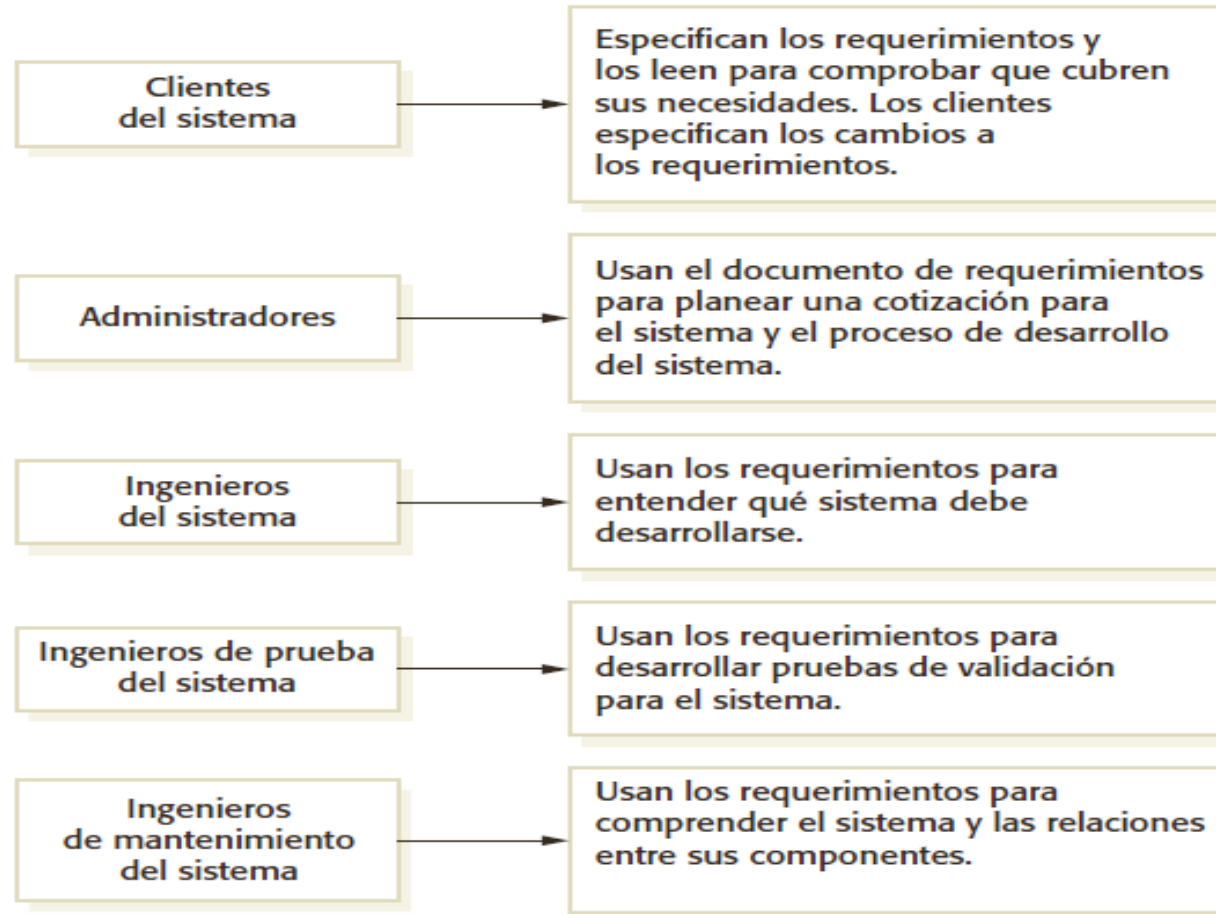 Clientes
del sistema
Especifican los requerimientos y
los leen para comprobar que cubren
sus necesidades. Los clientes
especifican los cambios a
los requerimientos.
Administradores
Usan el documento de requerimientos
para planear una cotización para
el sistema y el proceso de desarrollo
del sistema.
Ingenieros
del sistema
Usan los requerimientos para
entender qué sistema debe
desarrollarse.
Ingenieros de prueba
del sistema
Usan los requerimientos para
desarrollar pruebas de validación
para el sistema.
Ingenieros
de mantenimiento
del sistema
Usan los requerimientos para
comprender el sistema y las relaciones
entre sus componentes.